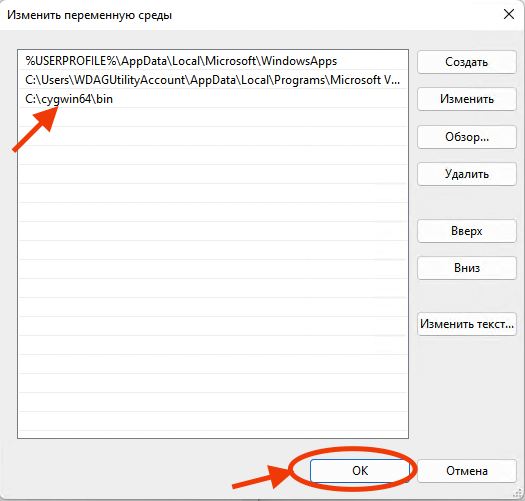 Изменить переменную среды
%USERPROFILE%\AppData\Local\Microsoft\WindowsApps
C:\Users\WDAGUtilityAccount\AppData\Local\Programs\Microsoft V...
C:\cygwin64\bin
Создать
Изменить
Обзор...
Удалить
Вверх
Вниз
Изменить текст...
ОК
Отмена